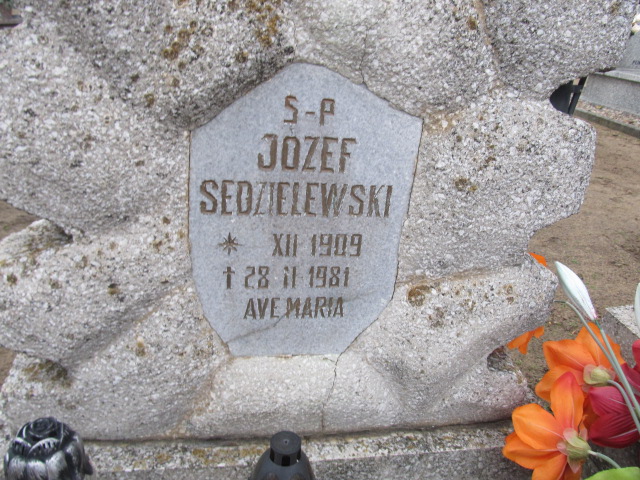 S-P
JOZEF
SEDZIELEWSKI
* XII 1909
† 28 II 1981
AVE MARIA